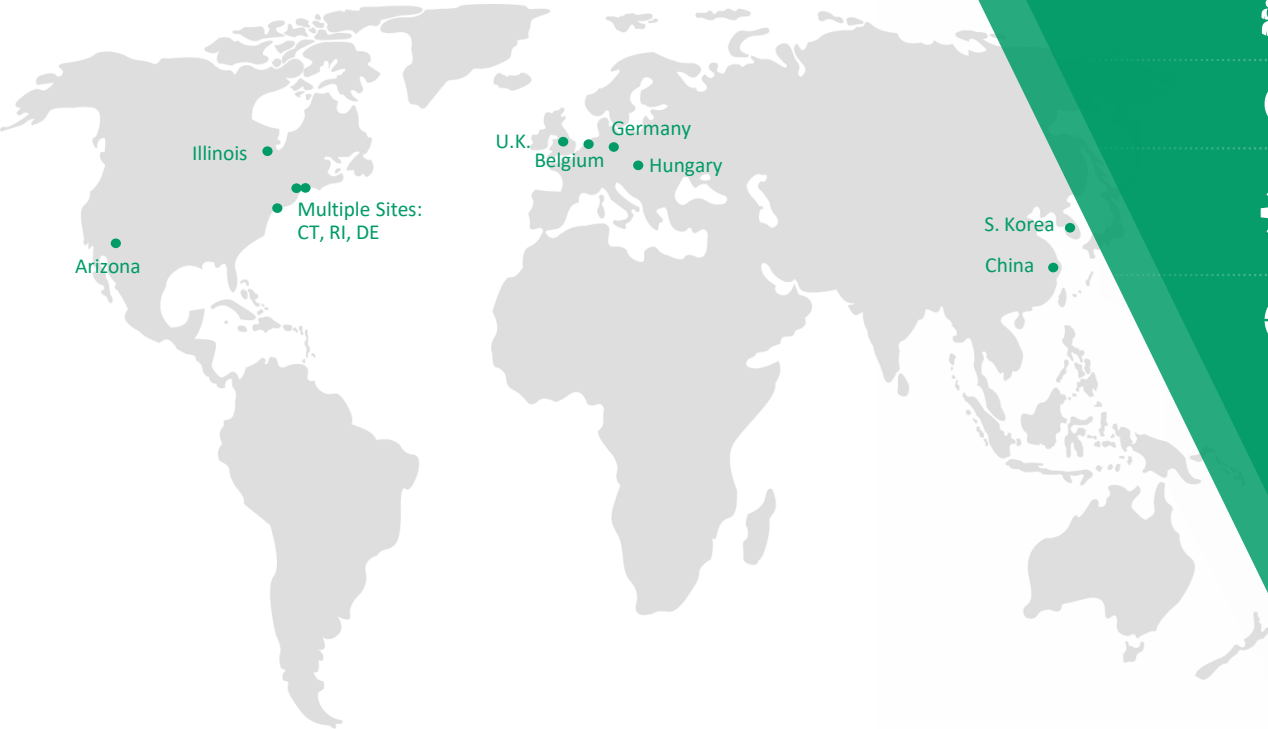 Germany
U.K.
Belgium
Hungary
Illinois
Multiple Sites:
CT, RI, DE
Arizona
S. Korea
China